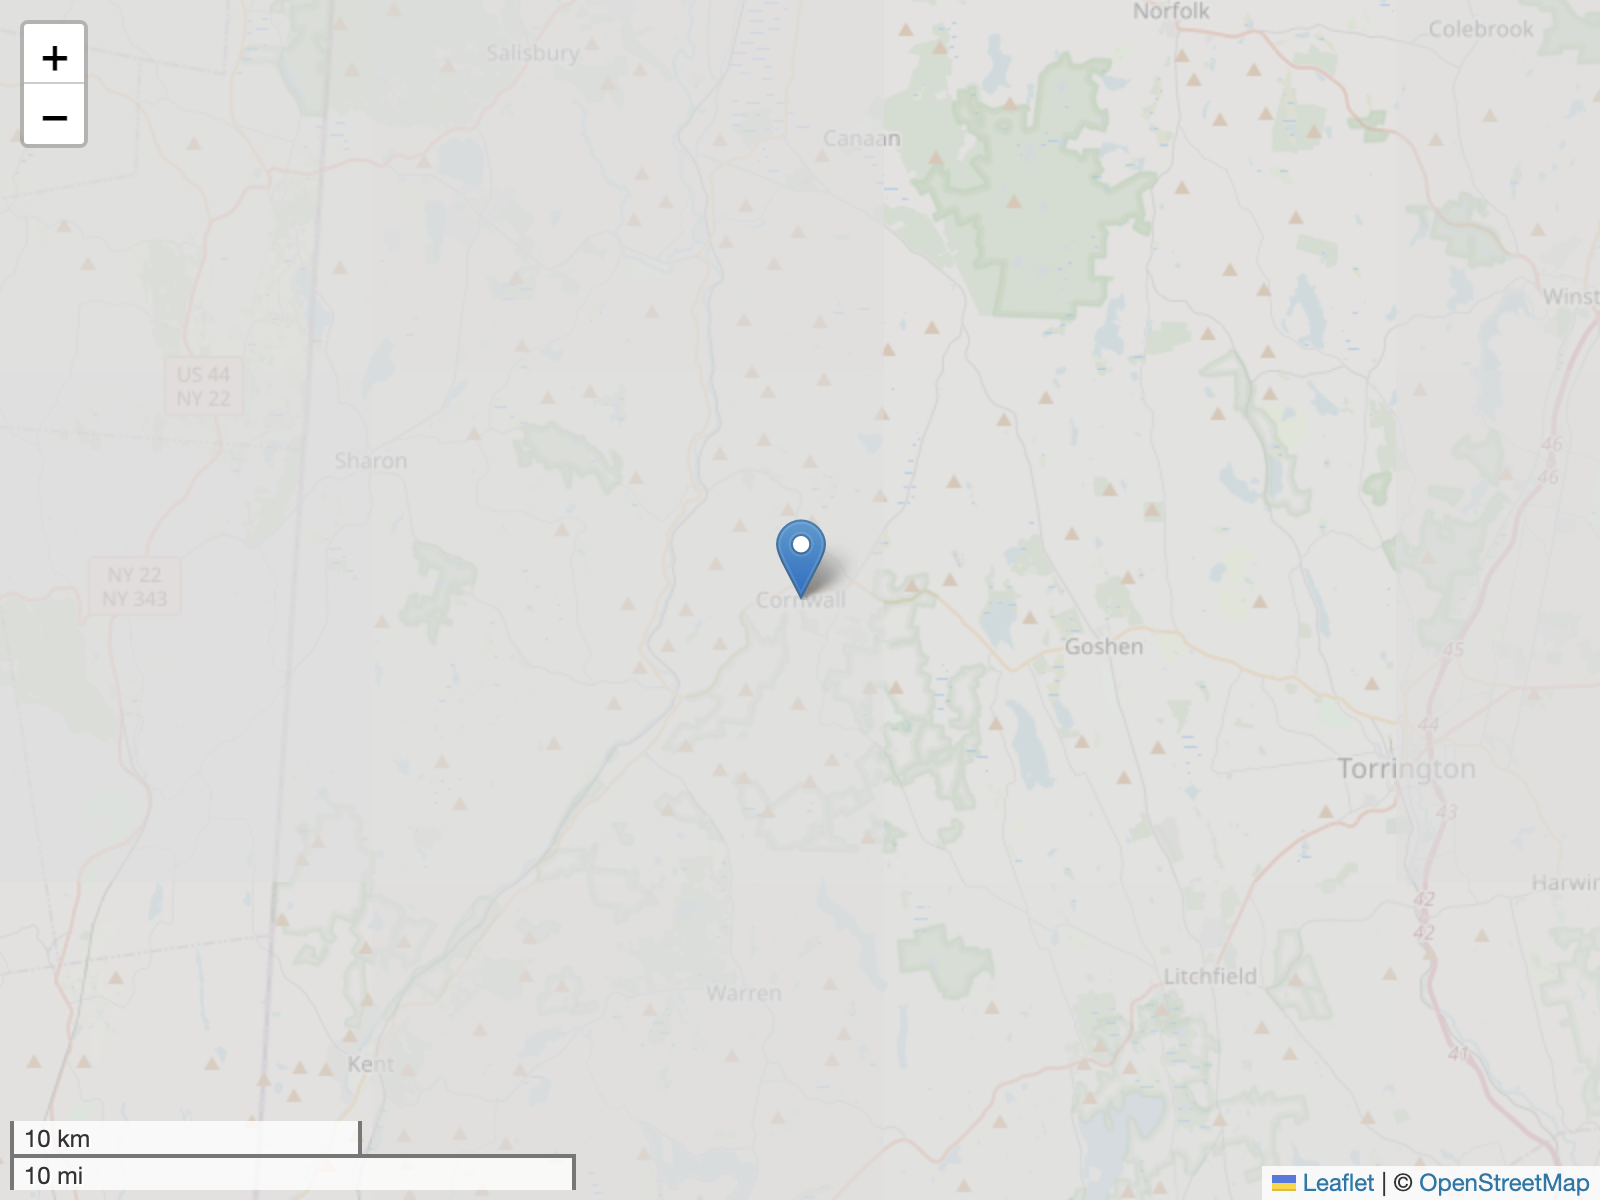 +
−
Norfolk
Colebrook
Salisbury
Canaan
Winst
US 44
NY 22
46
46
Sharon
NY 22
NY 343
Cornwall
Goshen
45
44
Torrington
43
Harwin
42
42
Litchfield
Warren
41
Kent
10 km
10 mi
Leaflet | © OpenStreetMap